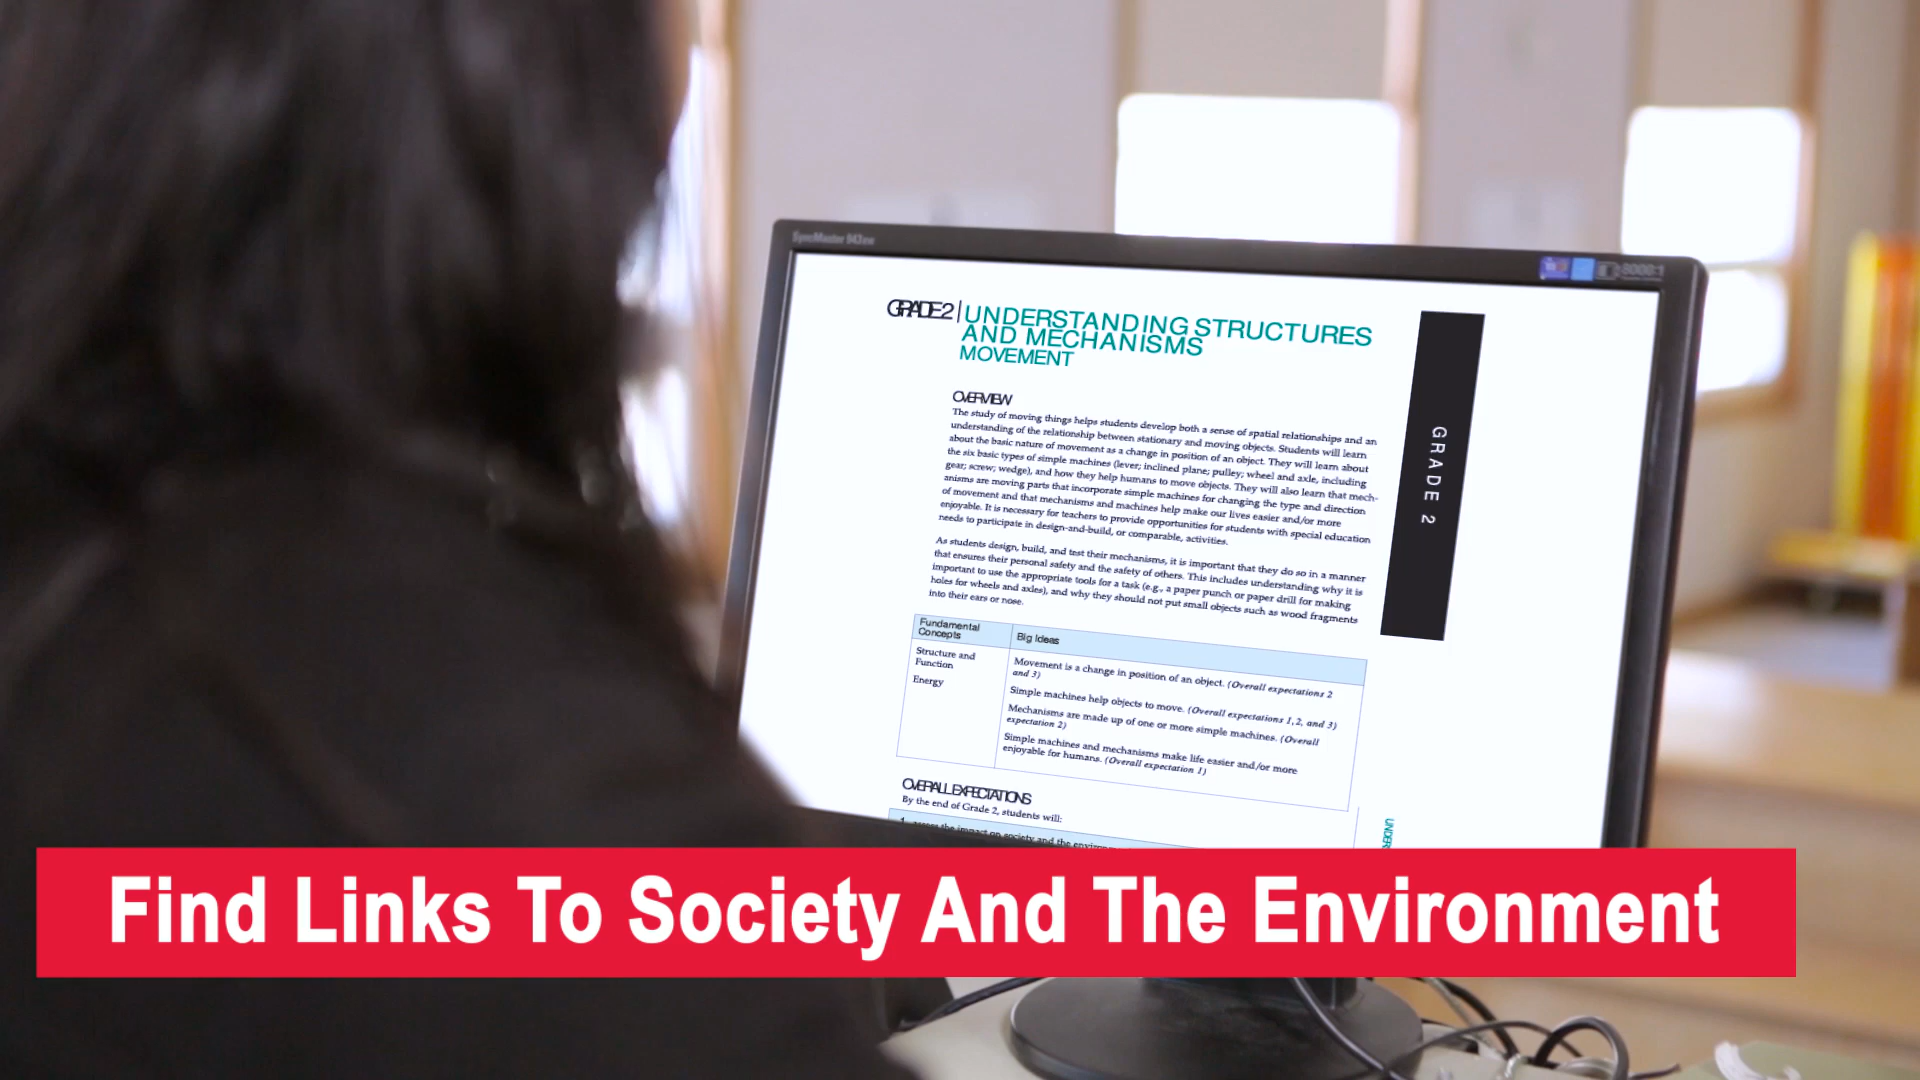 SyncMaster 943nw
8000:1
GRADE 2 | UNDERSTANDING STRUCTURES
AND MECHANISMS
MOVEMENT
GRADE 2
OVERVIEW
The study of moving things helps students develop both a sense of spatial relationships and an
understanding of the relationship between stationary and moving objects. Students will learn
about the basic nature of movement as a change in position of an object. They will learn about
the six basic types of simple machines (lever; inclined plane; pulley; wheel and axle, including
gear; screw; wedge), and how they help humans to move objects. They will also learn that mech-
anisms are moving parts that incorporate simple machines for changing the type and direction
of movement and that mechanisms and machines help make our lives easier and/or more
enjoyable. It is necessary for teachers to provide opportunities for students with special education
needs to participate in design-and-build, or comparable, activities.
As students design, build, and test their mechanisms, it is important that they do so in a manner
that ensures their personal safety and the safety of others. This includes understanding why it is
important to use the appropriate tools for a task (e.g., a paper punch or paper drill for making
holes for wheels and axles), and why they should not put small objects such as wood fragments
into their ears or nose.
Fundamental
Concepts
Big Ideas
Structure and
Function
Energy
Movement is a change in position of an object. (Overall expectations 2
and 3)
Simple machines help objects to move. (Overall expectations 1, 2, and 3)
Mechanisms are made up of one or more simple machines. (Overall
expectation 2)
Simple machines and mechanisms make life easier and/or more
enjoyable for humans. (Overall expectation 1)
OVERALL EXPECTATIONS
By the end of Grade 2, students will:
1. assess the impact on society and the
UNDER
Find Links To Society And The Environment